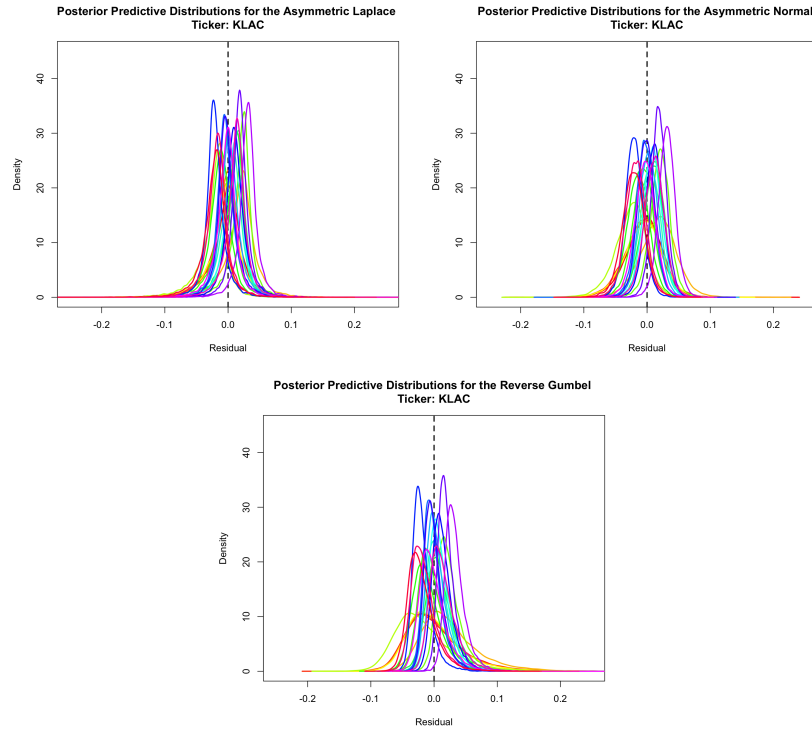 Posterior Predictive Distributions for the Asymmetric Laplace
Ticker: KLAC
Density
40
30
20
10
0
-0.2 -0.1 0.0 0.1 0.2
Residual
Posterior Predictive Distributions for the Asymmetric Normal
Ticker: KLAC
Density
40
30
20
10
0
-0.2 -0.1 0.0 0.1 0.2
Residual
Posterior Predictive Distributions for the Reverse Gumbel
Ticker: KLAC
Density
40
30
20
10
0
-0.2 -0.1 0.0 0.1 0.2
Residual